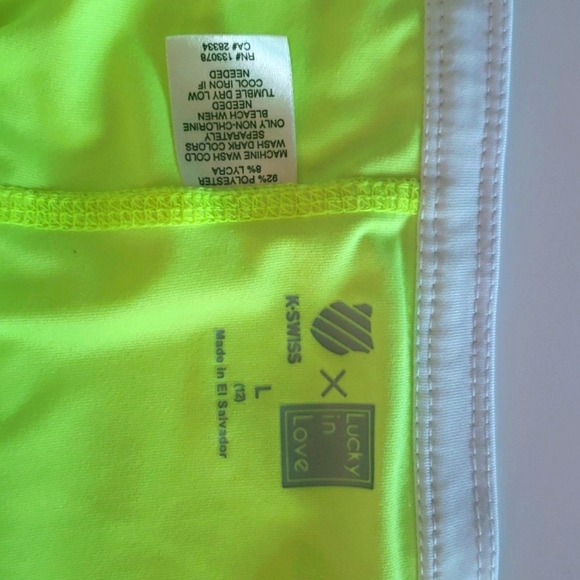 92% POLYESTER
8% LYCRA
MACHINE WASH COLD
WASH DARK COLORS
SEPARATELY
ONLY NON-CHLORINE
BLEACH WHEN
NEEDED
TUMBLE DRY LOW
COOL IRON IF
NEEDED
RN# 133078
CA# 28334
K-SWISS
X
Lucky
in
Love
L
(12)
Made in El Salvador